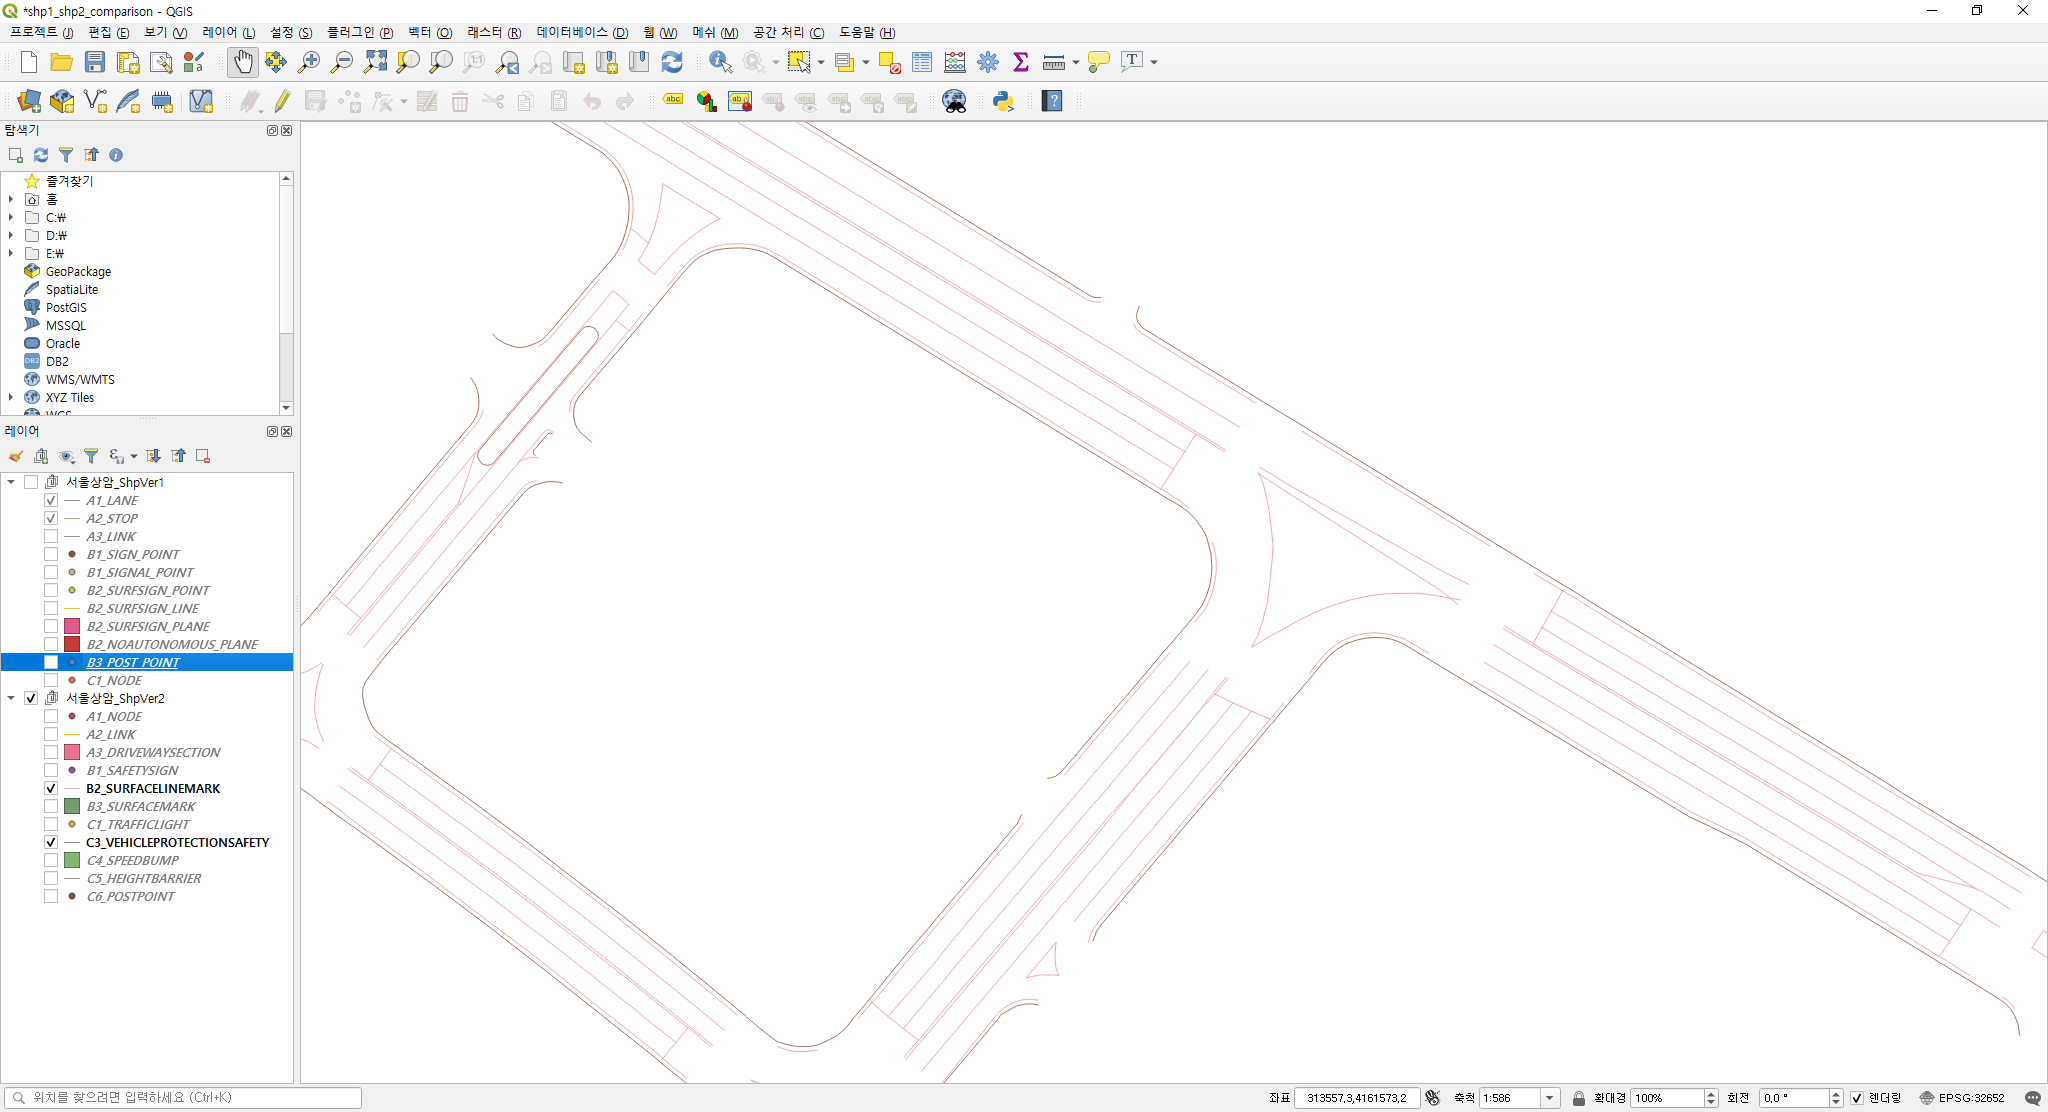 *shp1_shp2_comparison - QGIS
프로젝트 (J) 편집 (E) 보기 (V) 레이어 (L) 설정 (S) 플러그인 (P) 벡터 (O) 래스터 (R) 데이터베이스 (D) 웹 (W) 메쉬 (M) 공간 처리 (C) 도움말 (H)
탐색기
즐겨찾기
홈
C:₩
D:₩
E:₩
GeoPackage
SpatiaLite
PostGIS
MSSQL
Oracle
DB2
WMS/WMTS
XYZ Tiles
WCS
레이어
서울상암_ShpVer1
A1_LANE
A2_STOP
A3_LINK
B1_SIGN_POINT
B1_SIGNAL_POINT
B2_SURFSIGN_POINT
B2_SURFSIGN_LINE
B2_SURFSIGN_PLANE
B2_NOAUTONOMOUS_PLANE
B3_POST_POINT
C1_NODE
서울상암_ShpVer2
A1_NODE
A2_LINK
A3_DRIVEWAYSECTION
B1_SAFETYSIGN
B2_SURFACELINEMARK
B3_SURFACEMARK
C1_TRAFFICLIGHT
C3_VEHICLEPROTECTIONSAFETY
C4_SPEEDBUMP
C5_HEIGHTBARRIER
C6_POSTPOINT
위치를 찾으려면 입력하세요 (Ctrl+K) 좌표 313557,3,4161573,2 축척 1:586 확대경 100% 회전 0,0 ° 렌더링 EPSG:32652